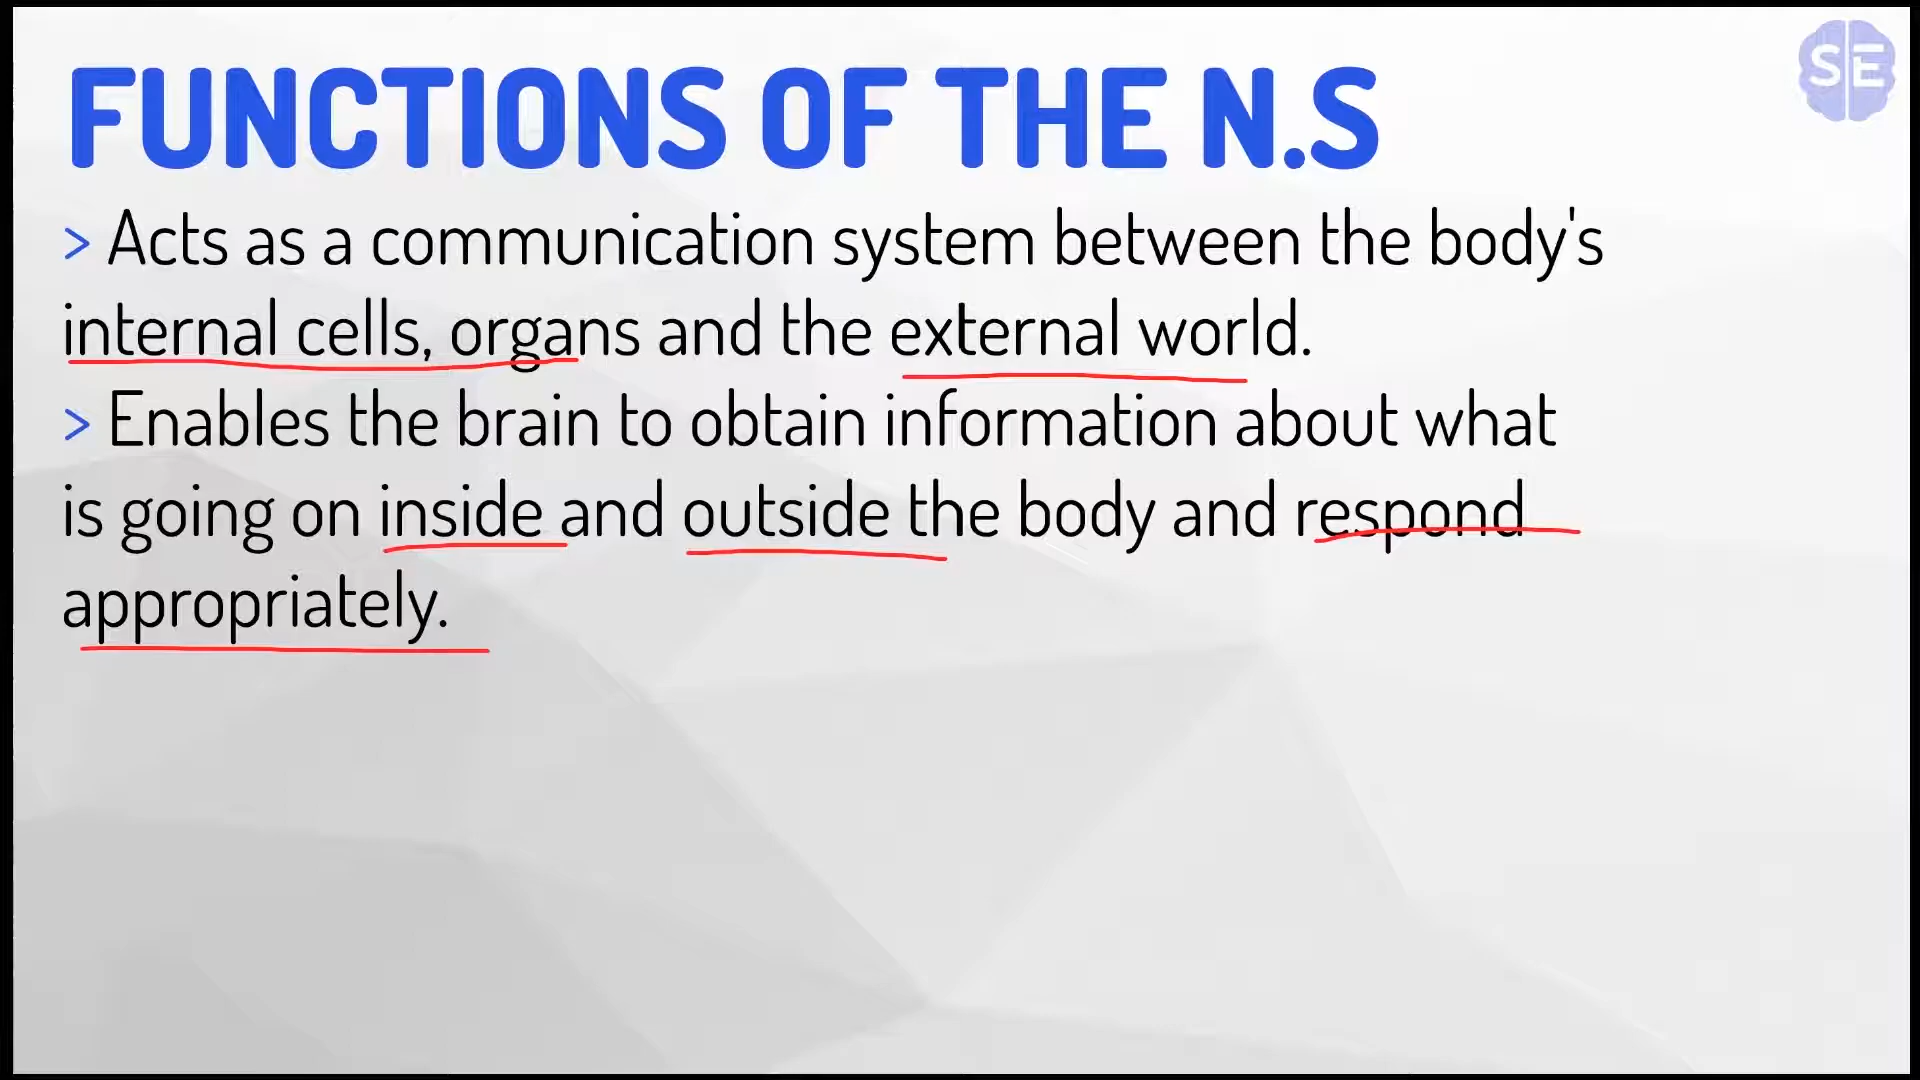 SE
FUNCTIONS OF THE N.S
> Acts as a communication system between the body's
internal cells, organs and the external world.
> Enables the brain to obtain information about what
is going on inside and outside the body and respond
appropriately.